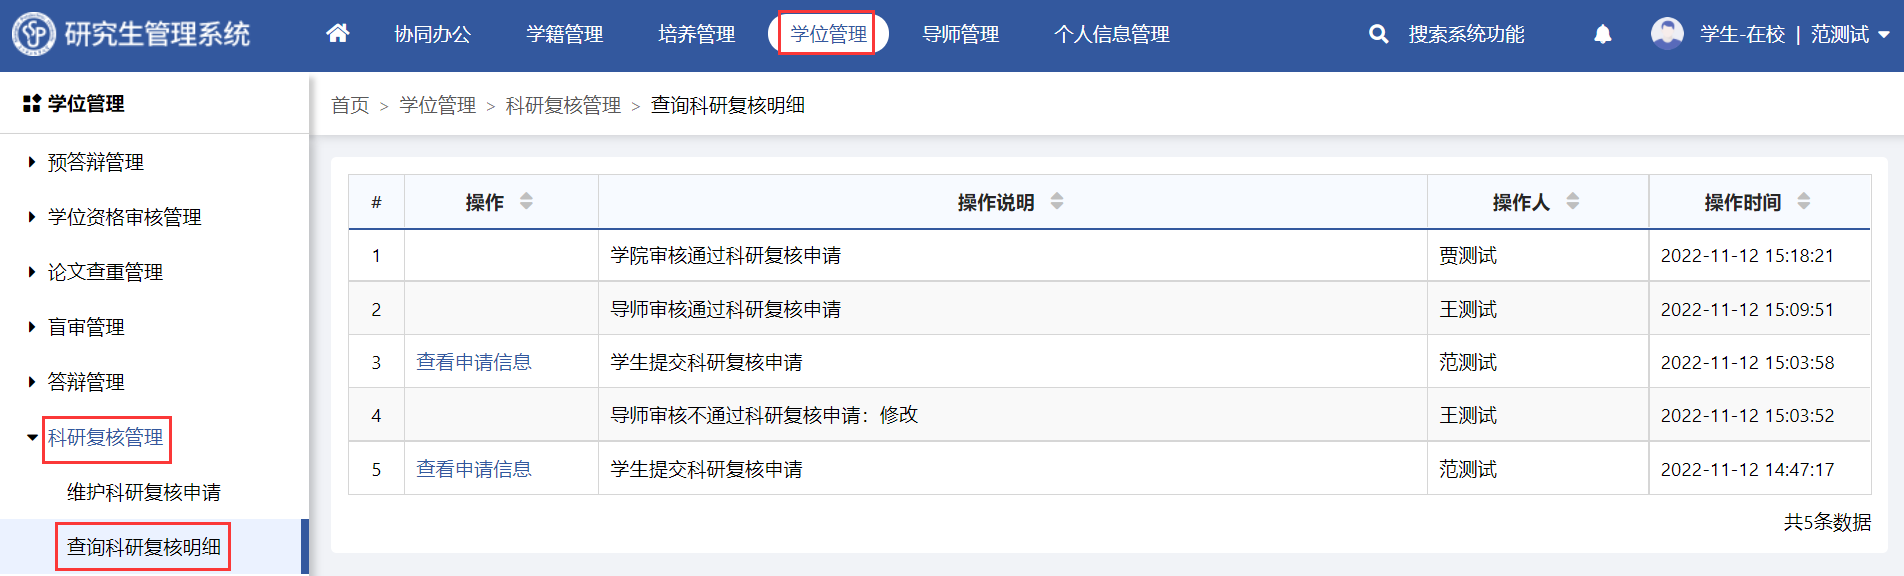 研究生管理系统
协同办公 学籍管理 培养管理 学位管理 导师管理 个人信息管理 搜索系统功能 学生-在校 | 范测试
学位管理
首页 > 学位管理 > 科研复核管理 > 查询科研复核明细
预答辩管理
学位资格审核管理
论文查重管理
盲审管理
答辩管理
科研复核管理
维护科研复核申请
查询科研复核明细
# 操作 操作说明 操作人 操作时间
1 学院审核通过科研复核申请 贾测试 2022-11-12 15:18:21
2 导师审核通过科研复核申请 王测试 2022-11-12 15:09:51
3 查看申请信息 学生提交科研复核申请 范测试 2022-11-12 15:03:58
4 导师审核不通过科研复核申请：修改 王测试 2022-11-12 15:03:52
5 查看申请信息 学生提交科研复核申请 范测试 2022-11-12 14:47:17
共5条数据